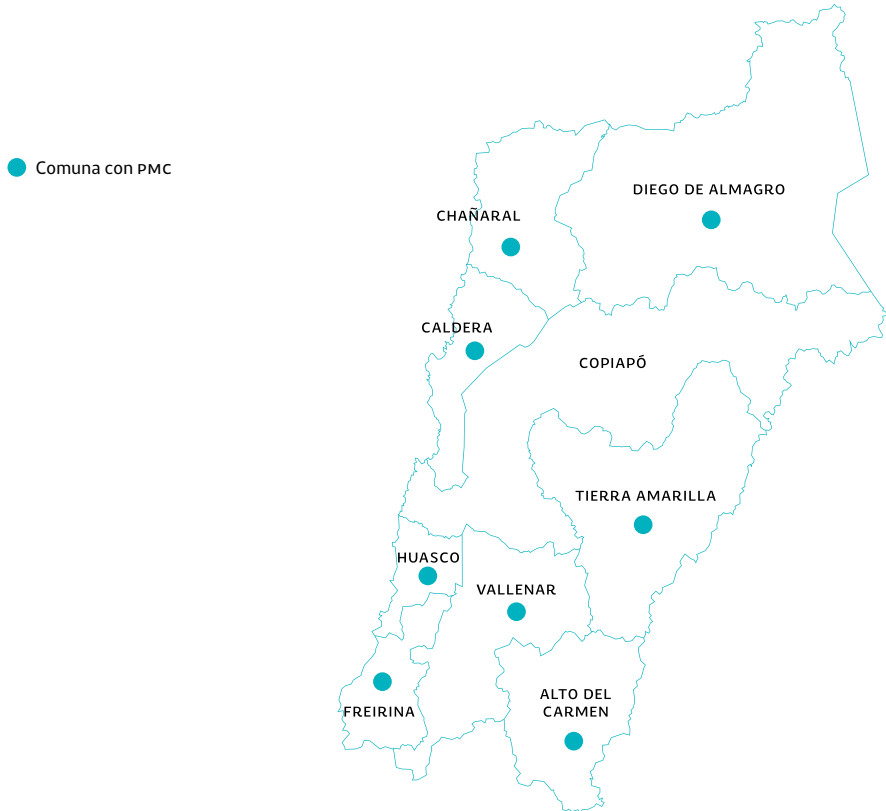 Comuna con PMC
DIEGO DE ALMAGRO
CHAÑARAL
CALDERA
COPIAPÓ
TIERRA AMARILLA
HUASCO
VALLENAR
ALTO DEL
CARMEN
FREIRINA